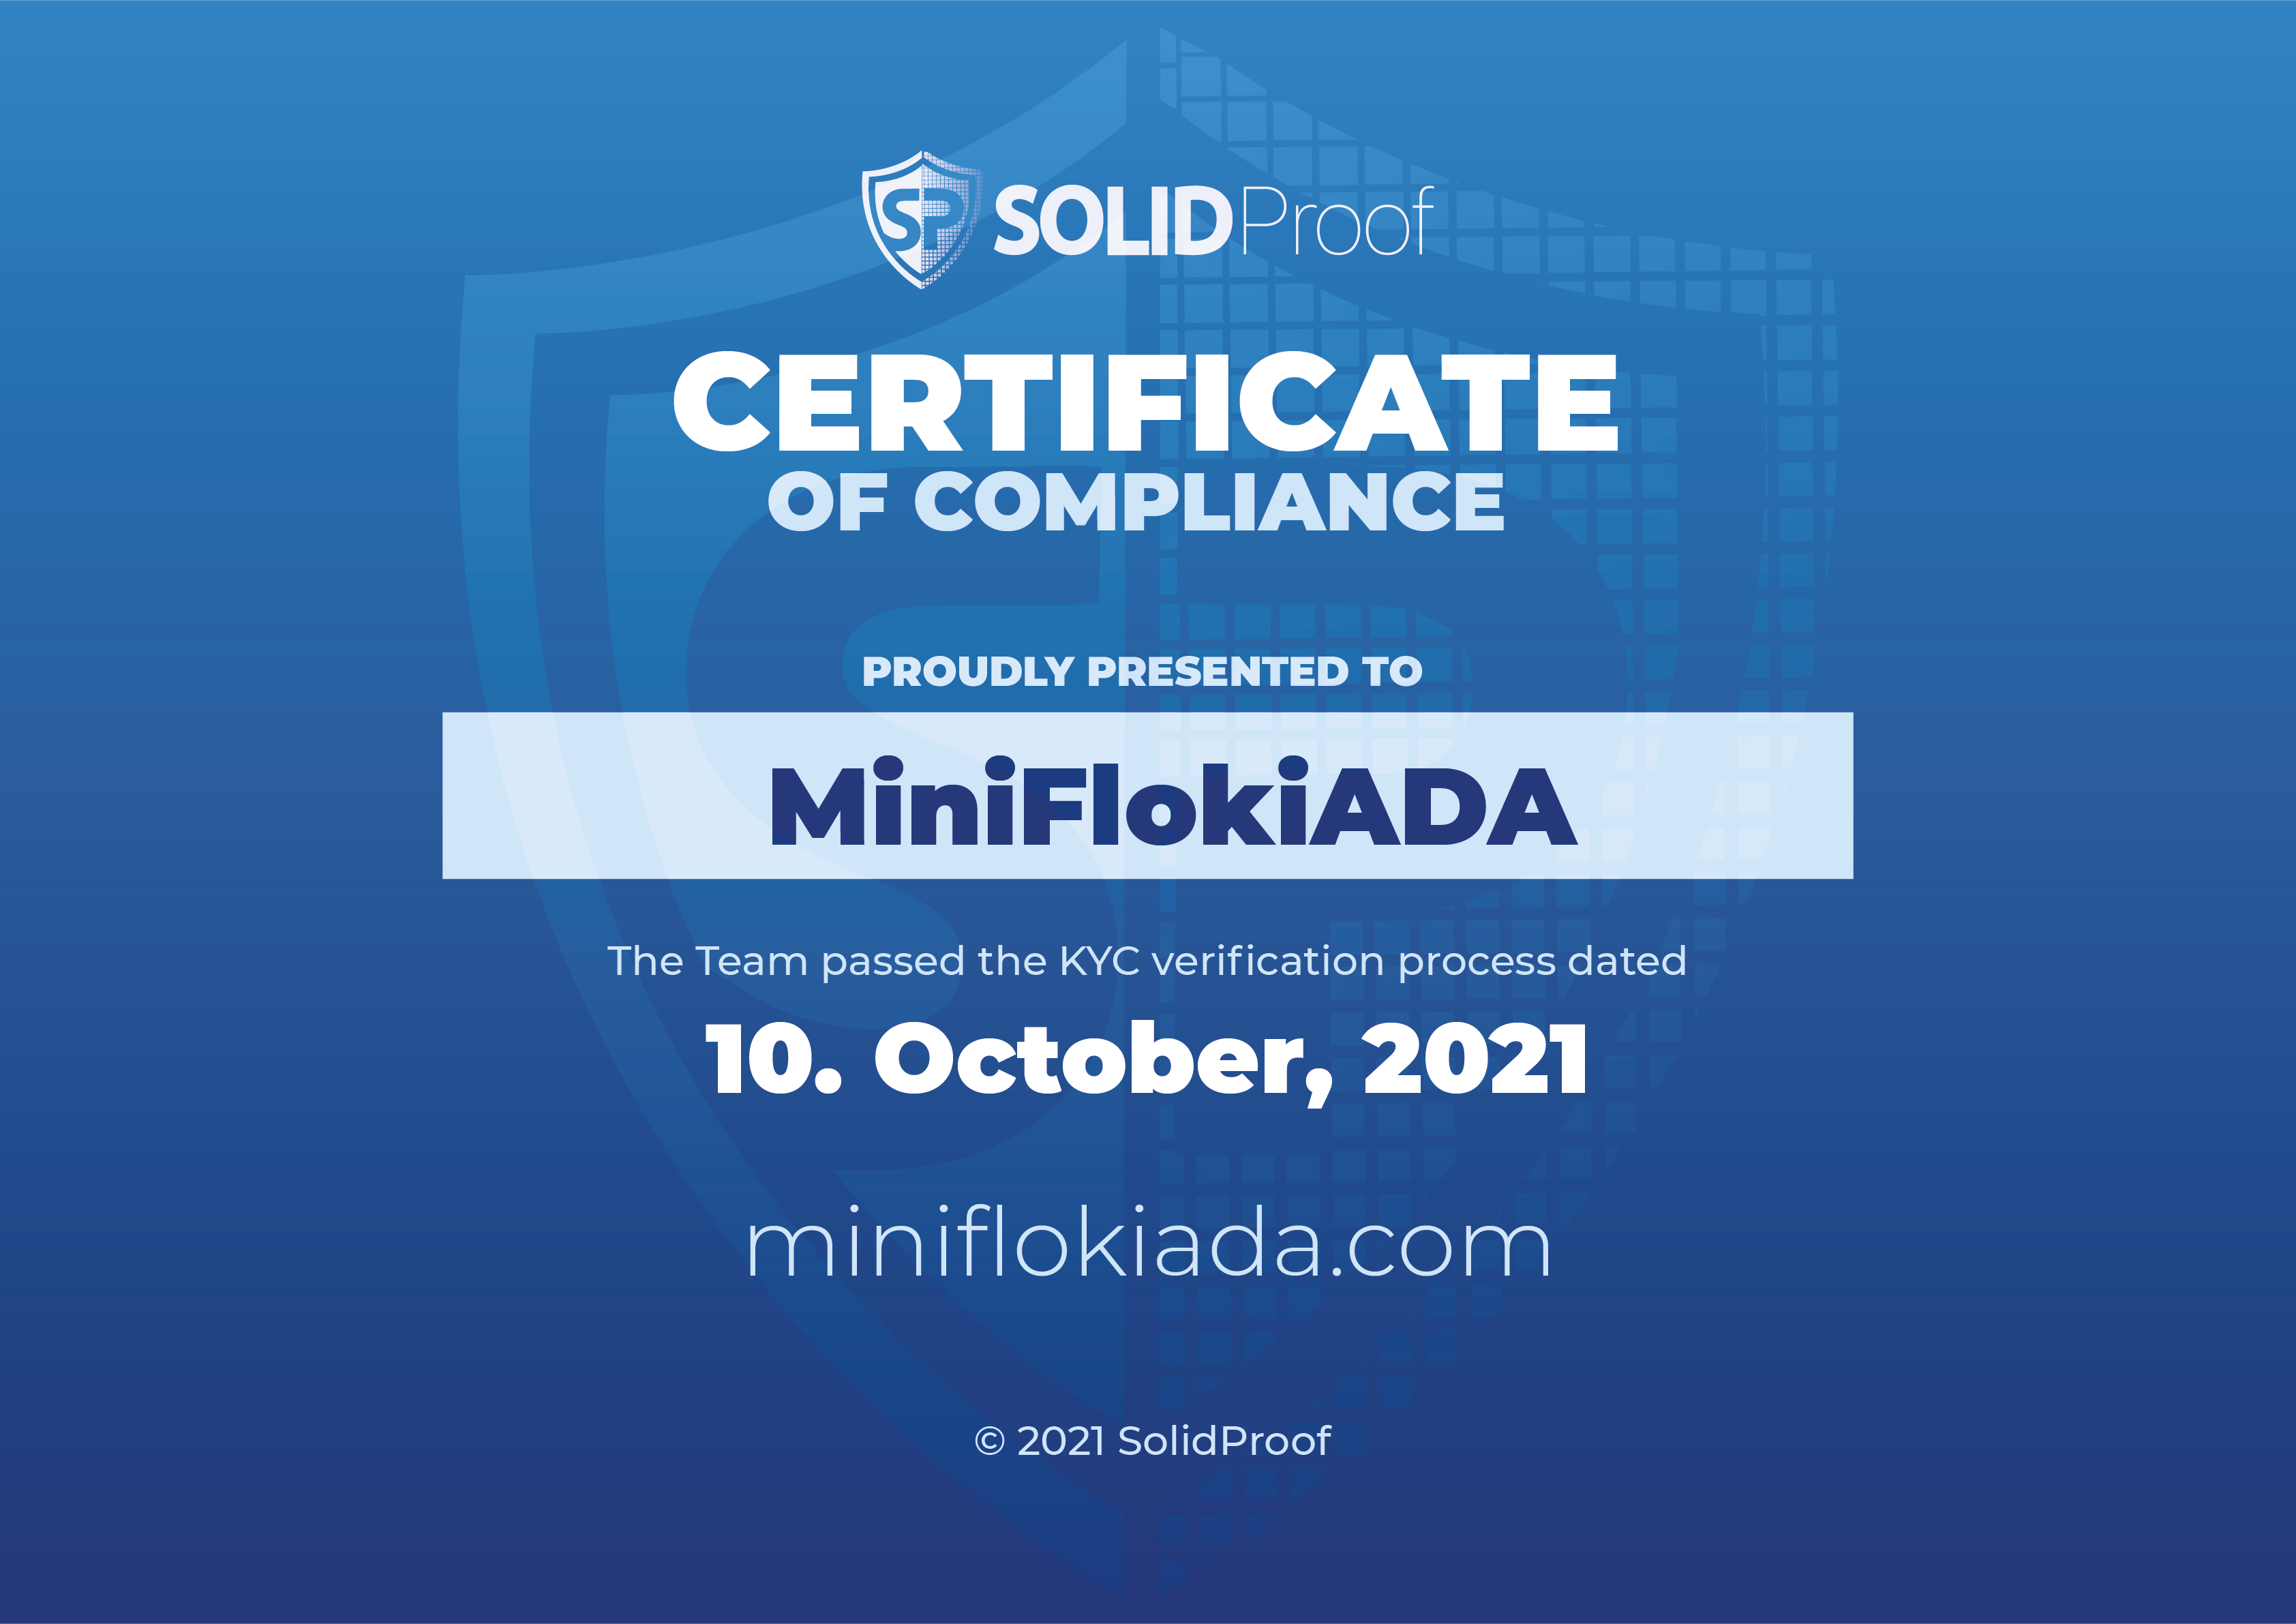 SP SOLIDProof
CERTIFICATE
OF COMPLIANCE
PROUDLY PRESENTED TO
MiniFlokiADA
The Team passed the KYC verification process dated
10. October, 2021
miniflokiada.com
© 2021 SolidProof